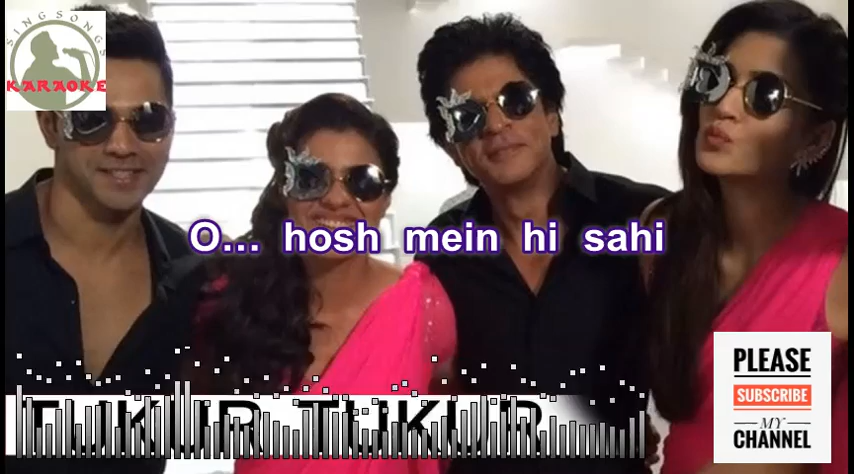 SINGSONGS
KARAOKE
O... hosh mein hi sahi
TUKUR TUKUR
PLEASE
SUBSCRIBE
MY
CHANNEL